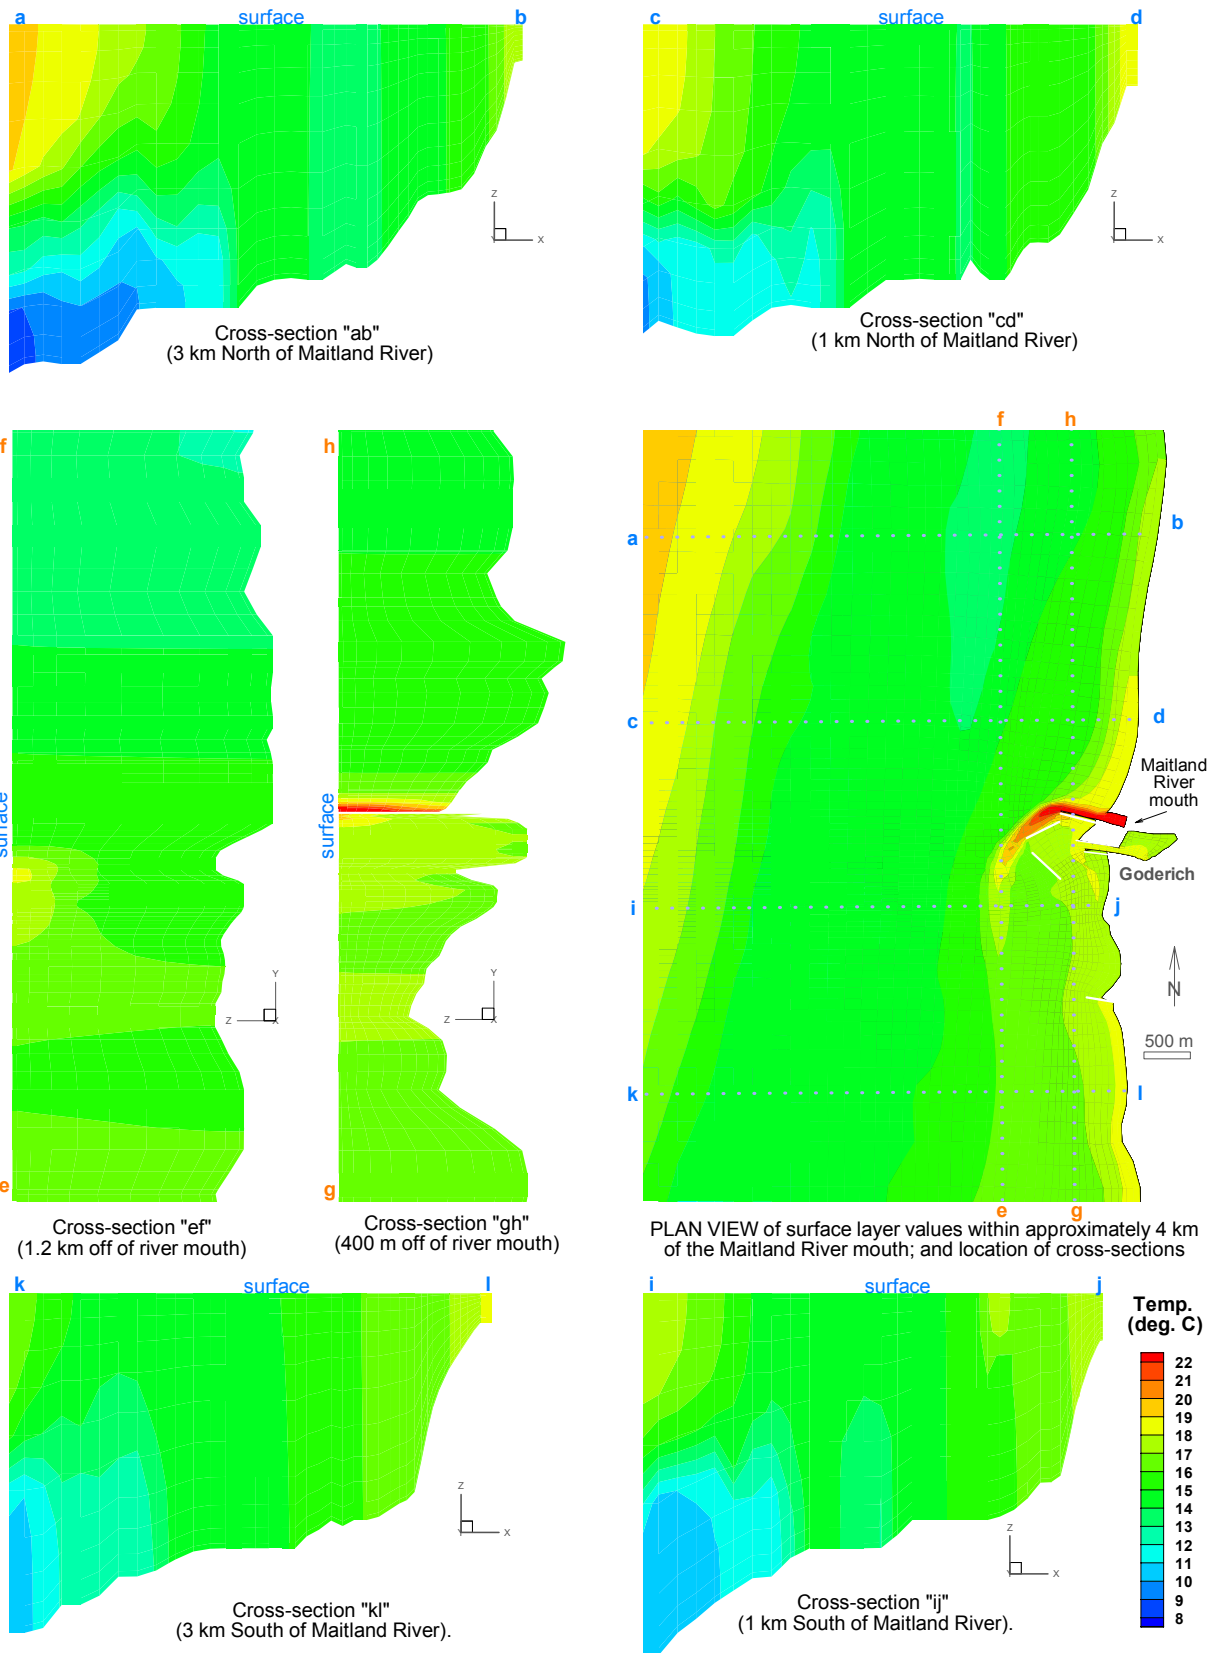 a surface b
Z
Y X
Cross-section "ab"
(3 km North of Maitland River)
c surface d
Z
Y X
Cross-section "cd"
(1 km North of Maitland River)
f
surface
e
Y
Z X
Cross-section "ef"
(1.2 km off of river mouth)
h
surface
g
Y
Z X
Cross-section "gh"
(400 m off of river mouth)
f h
a b
c d
Maitland
River
mouth
Goderich
i j
N
500 m
k l
e g
PLAN VIEW of surface layer values within approximately 4 km
of the Maitland River mouth; and location of cross-sections
k surface l
Z
Y X
Cross-section "kl"
(3 km South of Maitland River).
i surface j
Z
Y X
Cross-section "ij"
(1 km South of Maitland River).
Temp.
(deg. C)
22
21
20
19
18
17
16
15
14
13
12
11
10
9
8